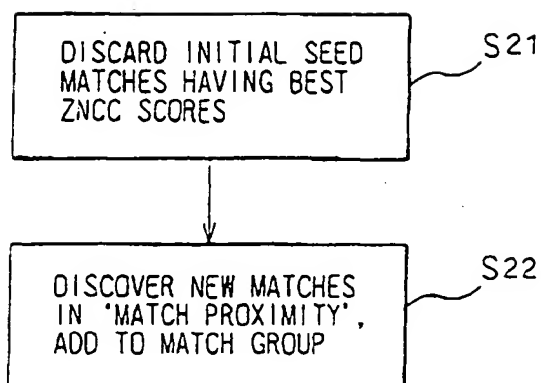 DISCARD INITIAL SEED
MATCHES HAVING BEST
ZNCC SCORES
S21
DISCOVER NEW MATCHES
IN 'MATCH PROXIMITY',
ADD TO MATCH GROUP
S22